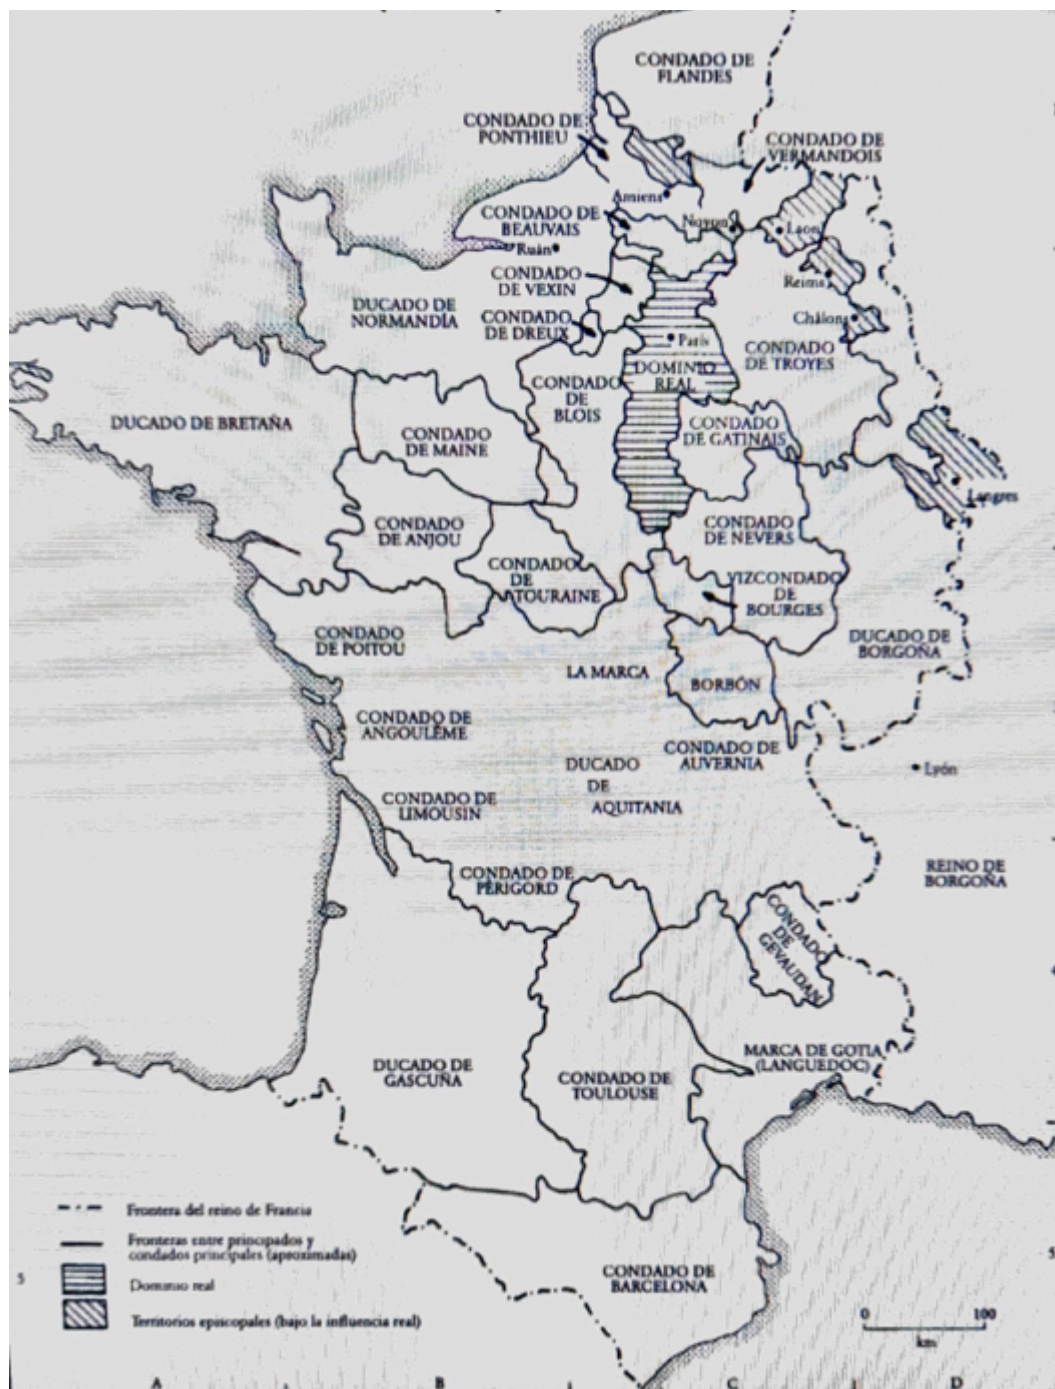 CONDADO DE
FLANDES
CONDADO DE
PONTHIEU
CONDADO DE
VERMANDOIS
Amiens
CONDADO DE
BEAUVAIS
Noyon
Laon
Ruán
Reims
CONDADO
DE VEXIN
DUCADO DE
NORMANDÍA
CONDADO
DE DREUX
Châlons
París
CONDADO
DE TROYES
DOMINIO
REAL
CONDADO
DE
BLOIS
DUCADO DE BRETAÑA
CONDADO
DE MAINE
CONDADO
DE GATINAIS
Langres
CONDADO
DE ANJOU
CONDADO
DE NEVERS
CONDADO
DE
TOURAINE
VIZCONDADO
DE
BOURGES
CONDADO
DE POITOU
DUCADO DE
BORGOÑA
LA MARCA
BORBÓN
CONDADO DE
ANGOULÊME
CONDADO DE
AUVERNIA
DUCADO
DE
AQUITANIA
Lyón
CONDADO DE
LIMOUSIN
CONDADO DE
PÉRIGORD
REINO DE
BORGOÑA
CONDADO
DE
GEVAUDAN
DUCADO DE
GASCUÑA
CONDADO DE
TOULOUSE
MARCA DE GOTIA
(LANGUEDOC)
CONDADO DE
BARCELONA
Frontera del reino de Francia
Fronteras entre principados y
condados principales (aproximadas)
Dominio real
Territorios episcopales (bajo la influencia real)
0 100
km
5
5
A B C D